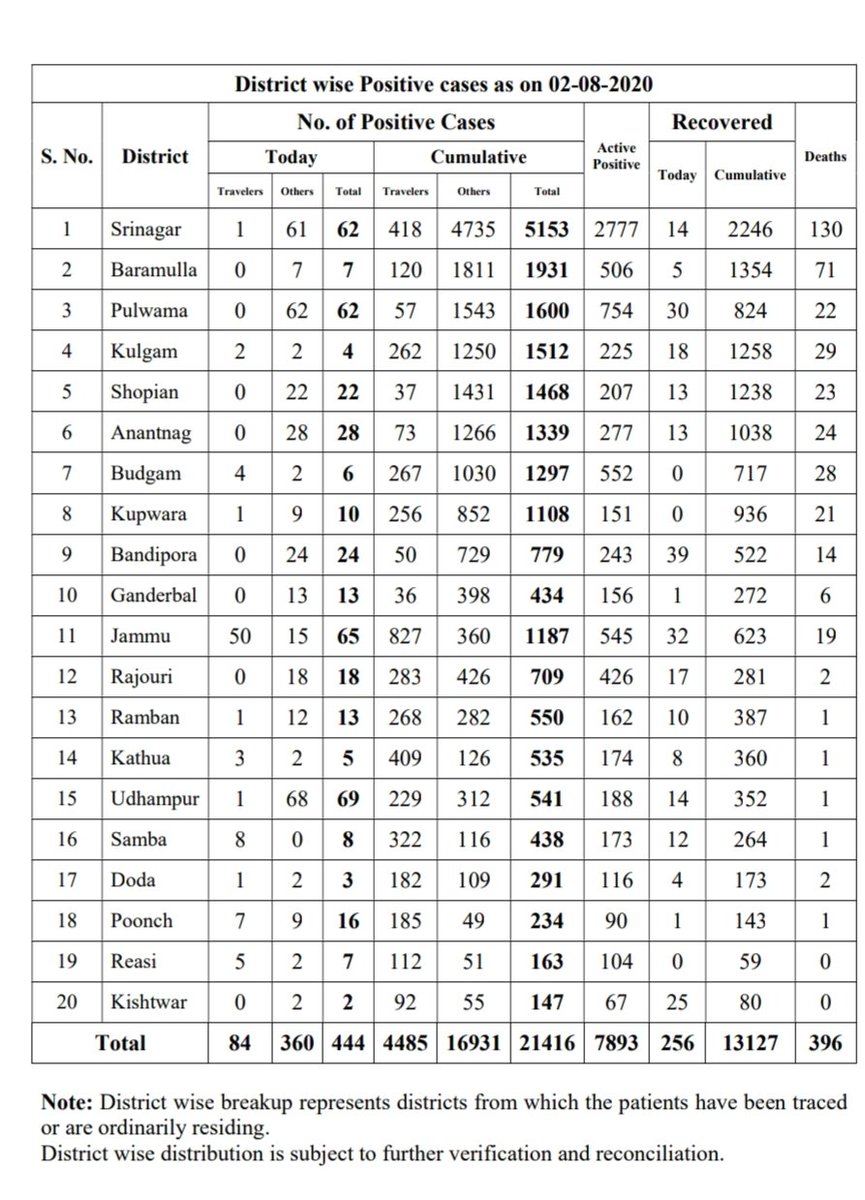 District wise Positive cases as on 02-08-2020
S. No. District No. of Positive Cases Active Positive Recovered Deaths
Today Cumulative Today Cumulative
Travelers Others Total Travelers Others Total
1 Srinagar 1 61 62 418 4735 5153 2777 14 2246 130
2 Baramulla 0 7 7 120 1811 1931 506 5 1354 71
3 Pulwama 0 62 62 57 1543 1600 754 30 824 22
4 Kulgam 2 2 4 262 1250 1512 225 18 1258 29
5 Shopian 0 22 22 37 1431 1468 207 13 1238 23
6 Anantnag 0 28 28 73 1266 1339 277 13 1038 24
7 Budgam 4 2 6 267 1030 1297 552 0 717 28
8 Kupwara 1 9 10 256 852 1108 151 0 936 21
9 Bandipora 0 24 24 50 729 779 243 39 522 14
10 Ganderbal 0 13 13 36 398 434 156 1 272 6
11 Jammu 50 15 65 827 360 1187 545 32 623 19
12 Rajouri 0 18 18 283 426 709 426 17 281 2
13 Ramban 1 12 13 268 282 550 162 10 387 1
14 Kathua 3 2 5 409 126 535 174 8 360 1
15 Udhampur 1 68 69 229 312 541 188 14 352 1
16 Samba 8 0 8 322 116 438 173 12 264 1
17 Doda 1 2 3 182 109 291 116 4 173 2
18 Poonch 7 9 16 185 49 234 90 1 143 1
19 Reasi 5 2 7 112 51 163 104 0 59 0
20 Kishtwar 0 2 2 92 55 147 67 25 80 0
Total 84 360 444 4485 16931 21416 7893 256 13127 396
Note: District wise breakup represents districts from which the patients have been traced
or are ordinarily residing.
District wise distribution is subject to further verification and reconciliation.